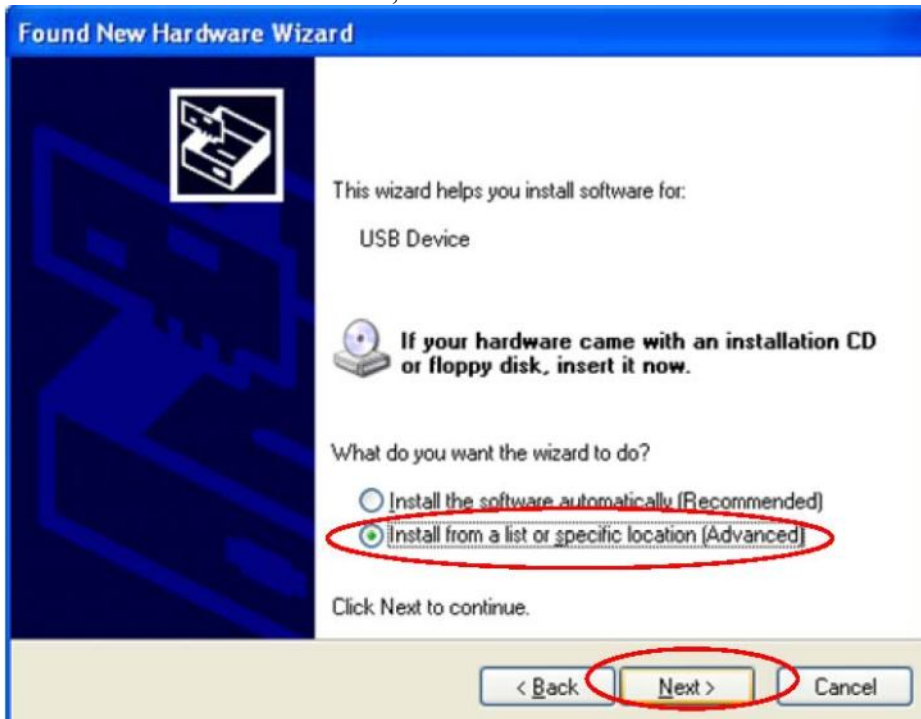 Found New Hardware Wizard
This wizard helps you install software for:
USB Device
If your hardware came with an installation CD
or floppy disk, insert it now.
What do you want the wizard to do?
Install the software automatically (Recommended)
Install from a list or specific location (Advanced)
Click Next to continue.
< Back
Next >
Cancel